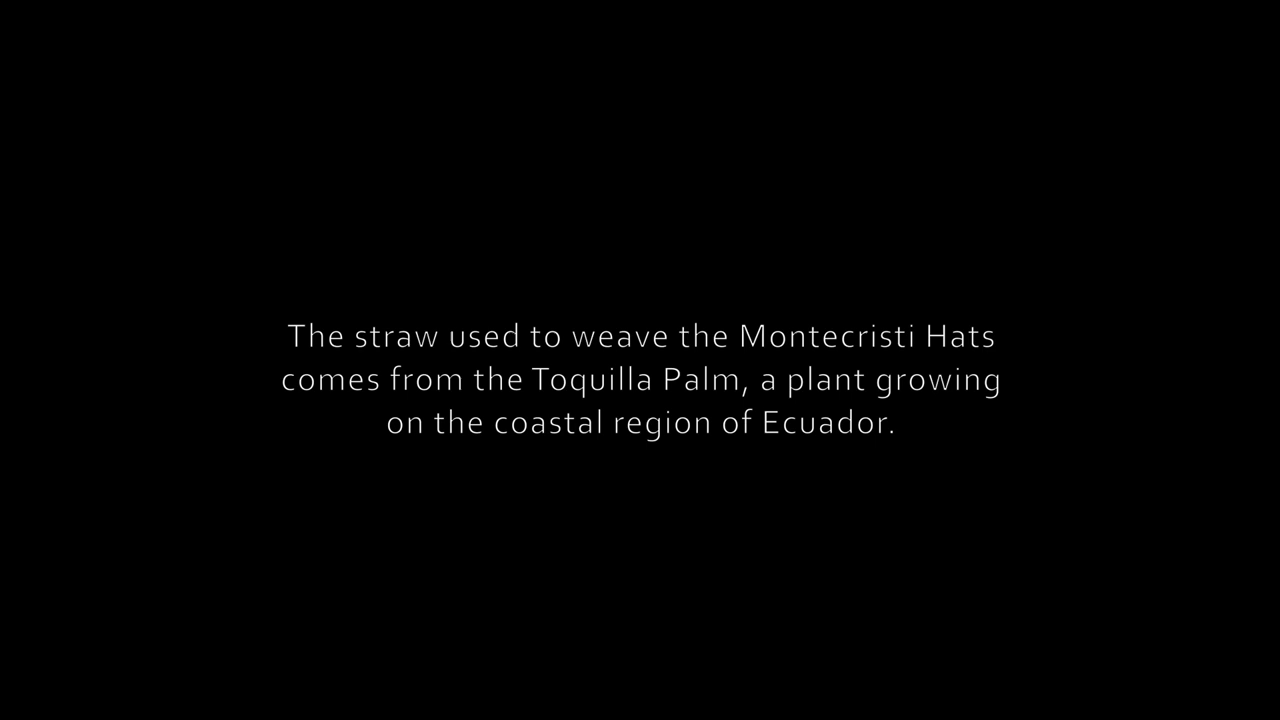 The straw used to weave the Montecristi Hats
comes from the Toquilla Palm, a plant growing
on the coastal region of Ecuador.